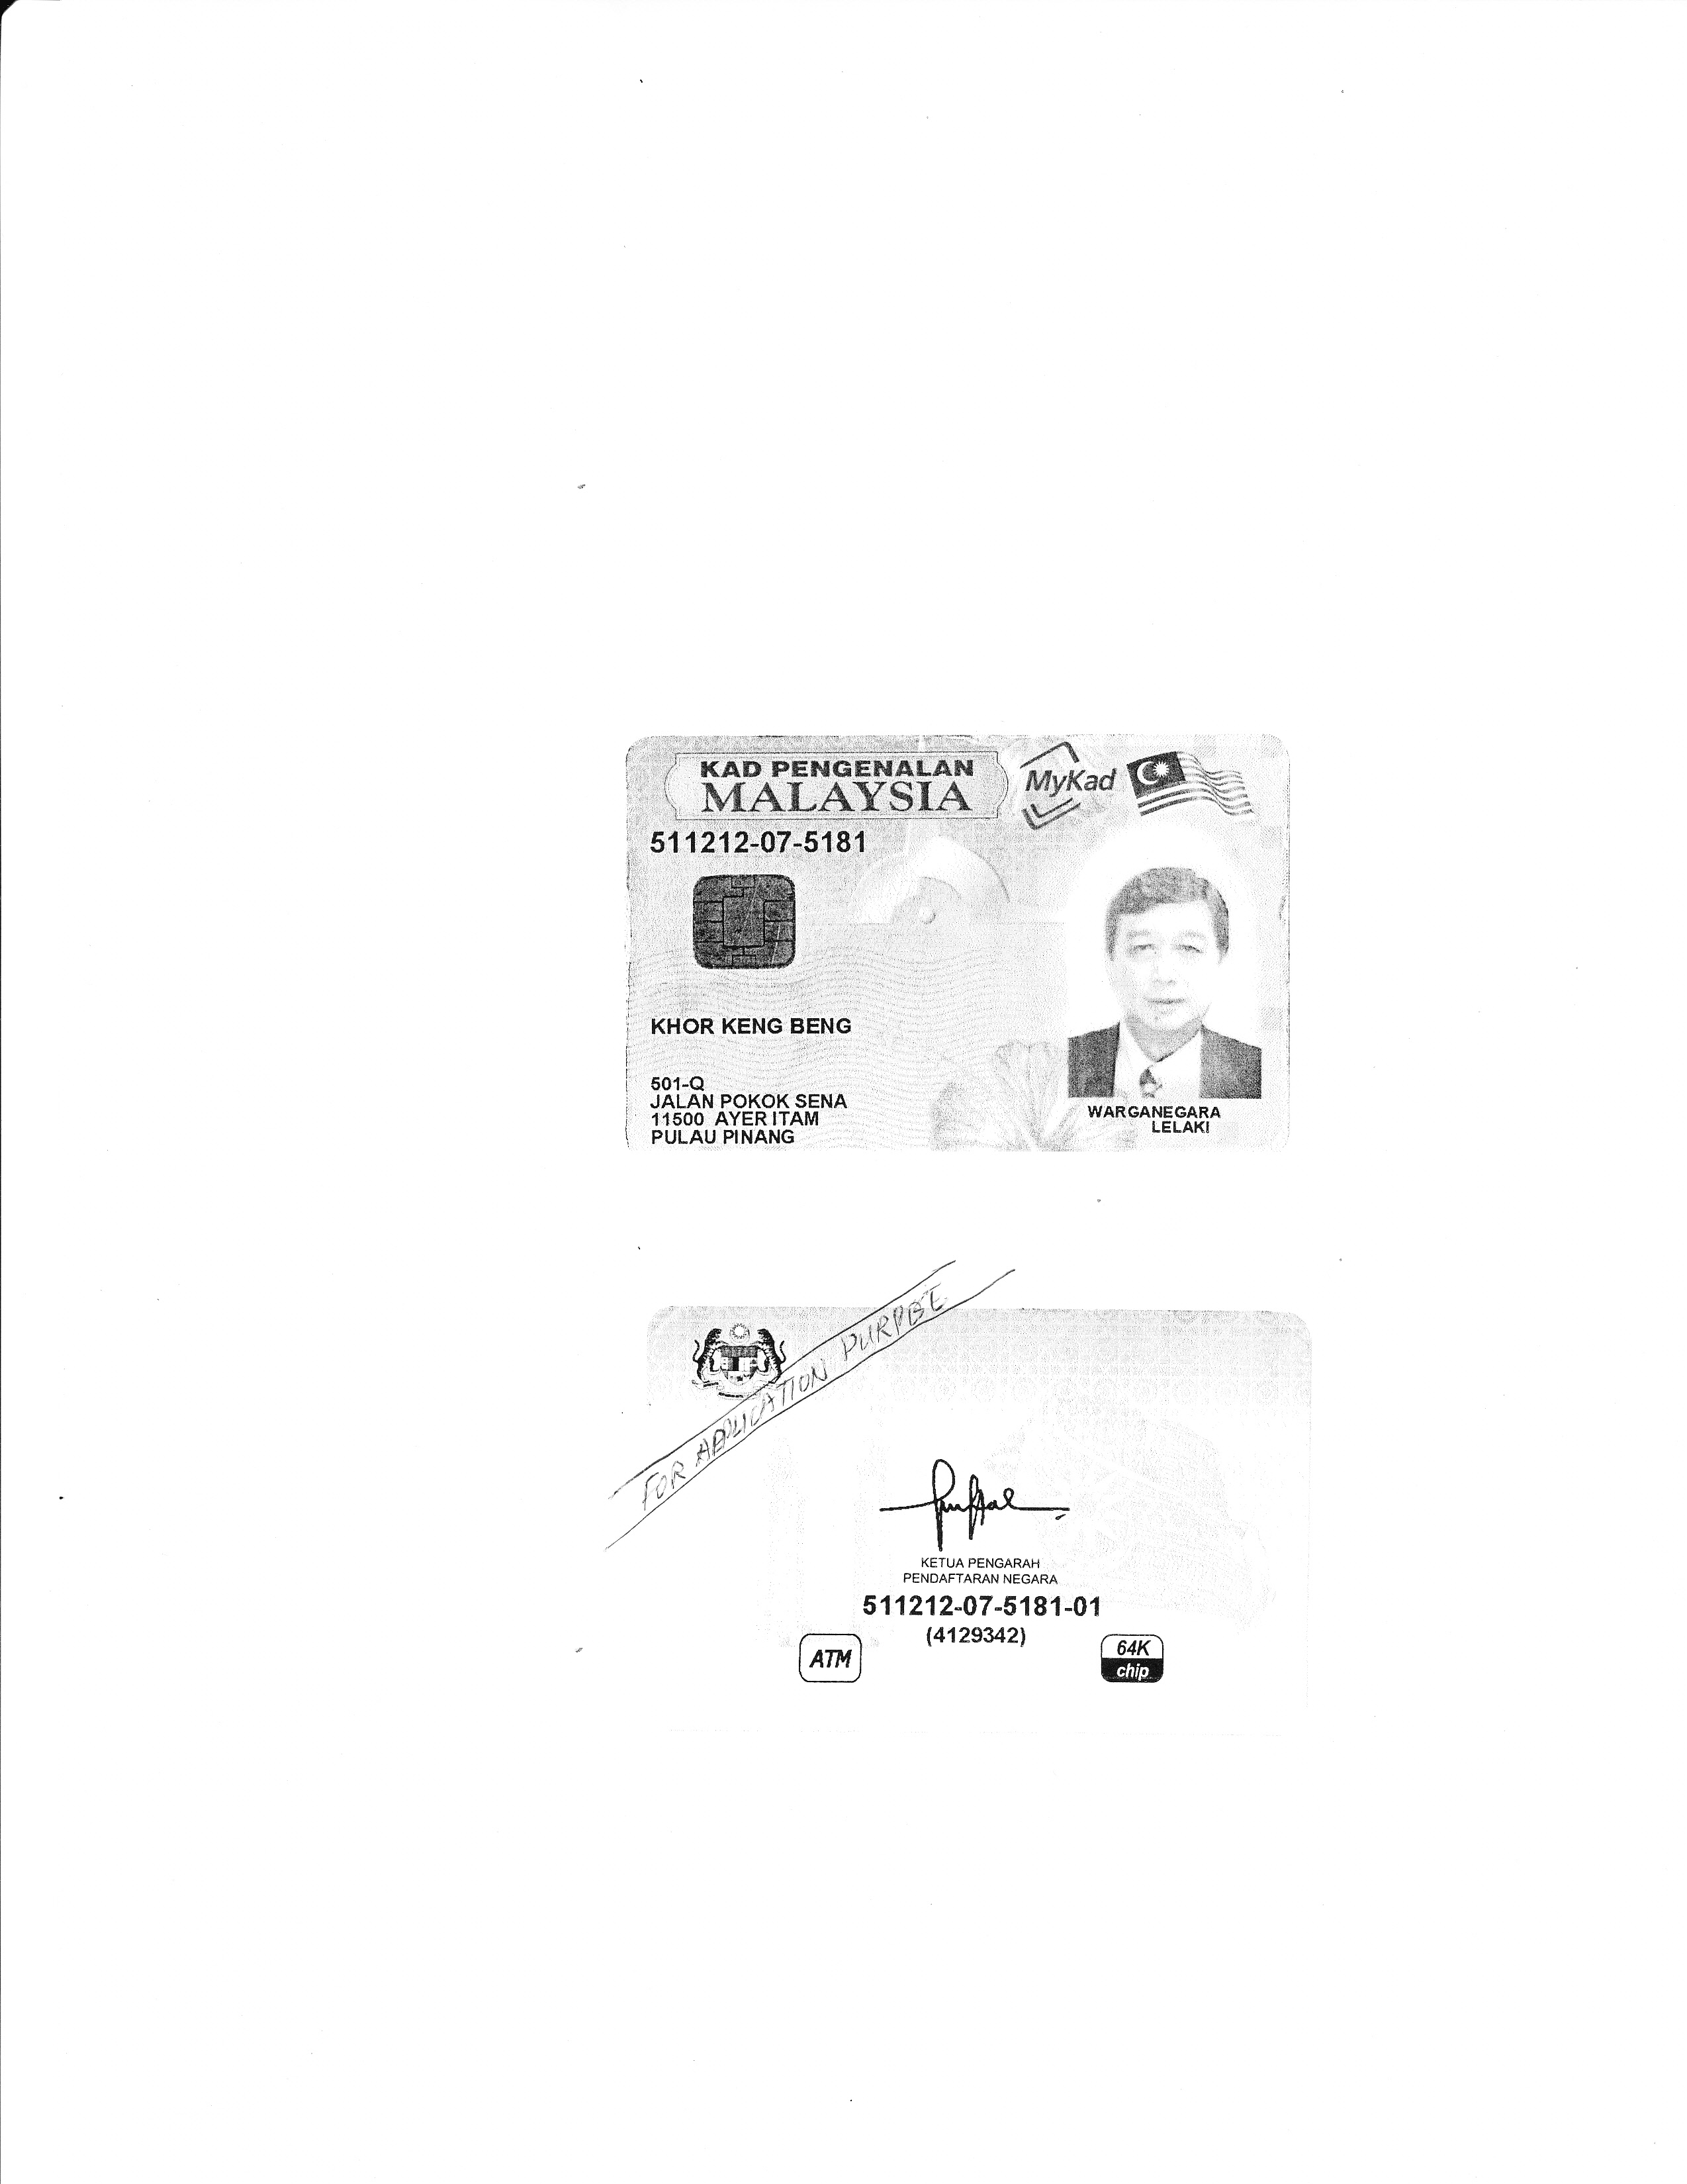 KAD PENGENALAN
MALAYSIA
MyKad
511212-07-5181
KHOR KENG BENG
501-Q
JALAN POKOK SENA
11500 AYER ITAM
PULAU PINANG
WARGANEGARA
LELAKI
FOR APPLICATION PURPOSE
KETUA PENGARAH
PENDAFTARAN NEGARA
511212-07-5181-01
(4129342)
ATM
64K
chip